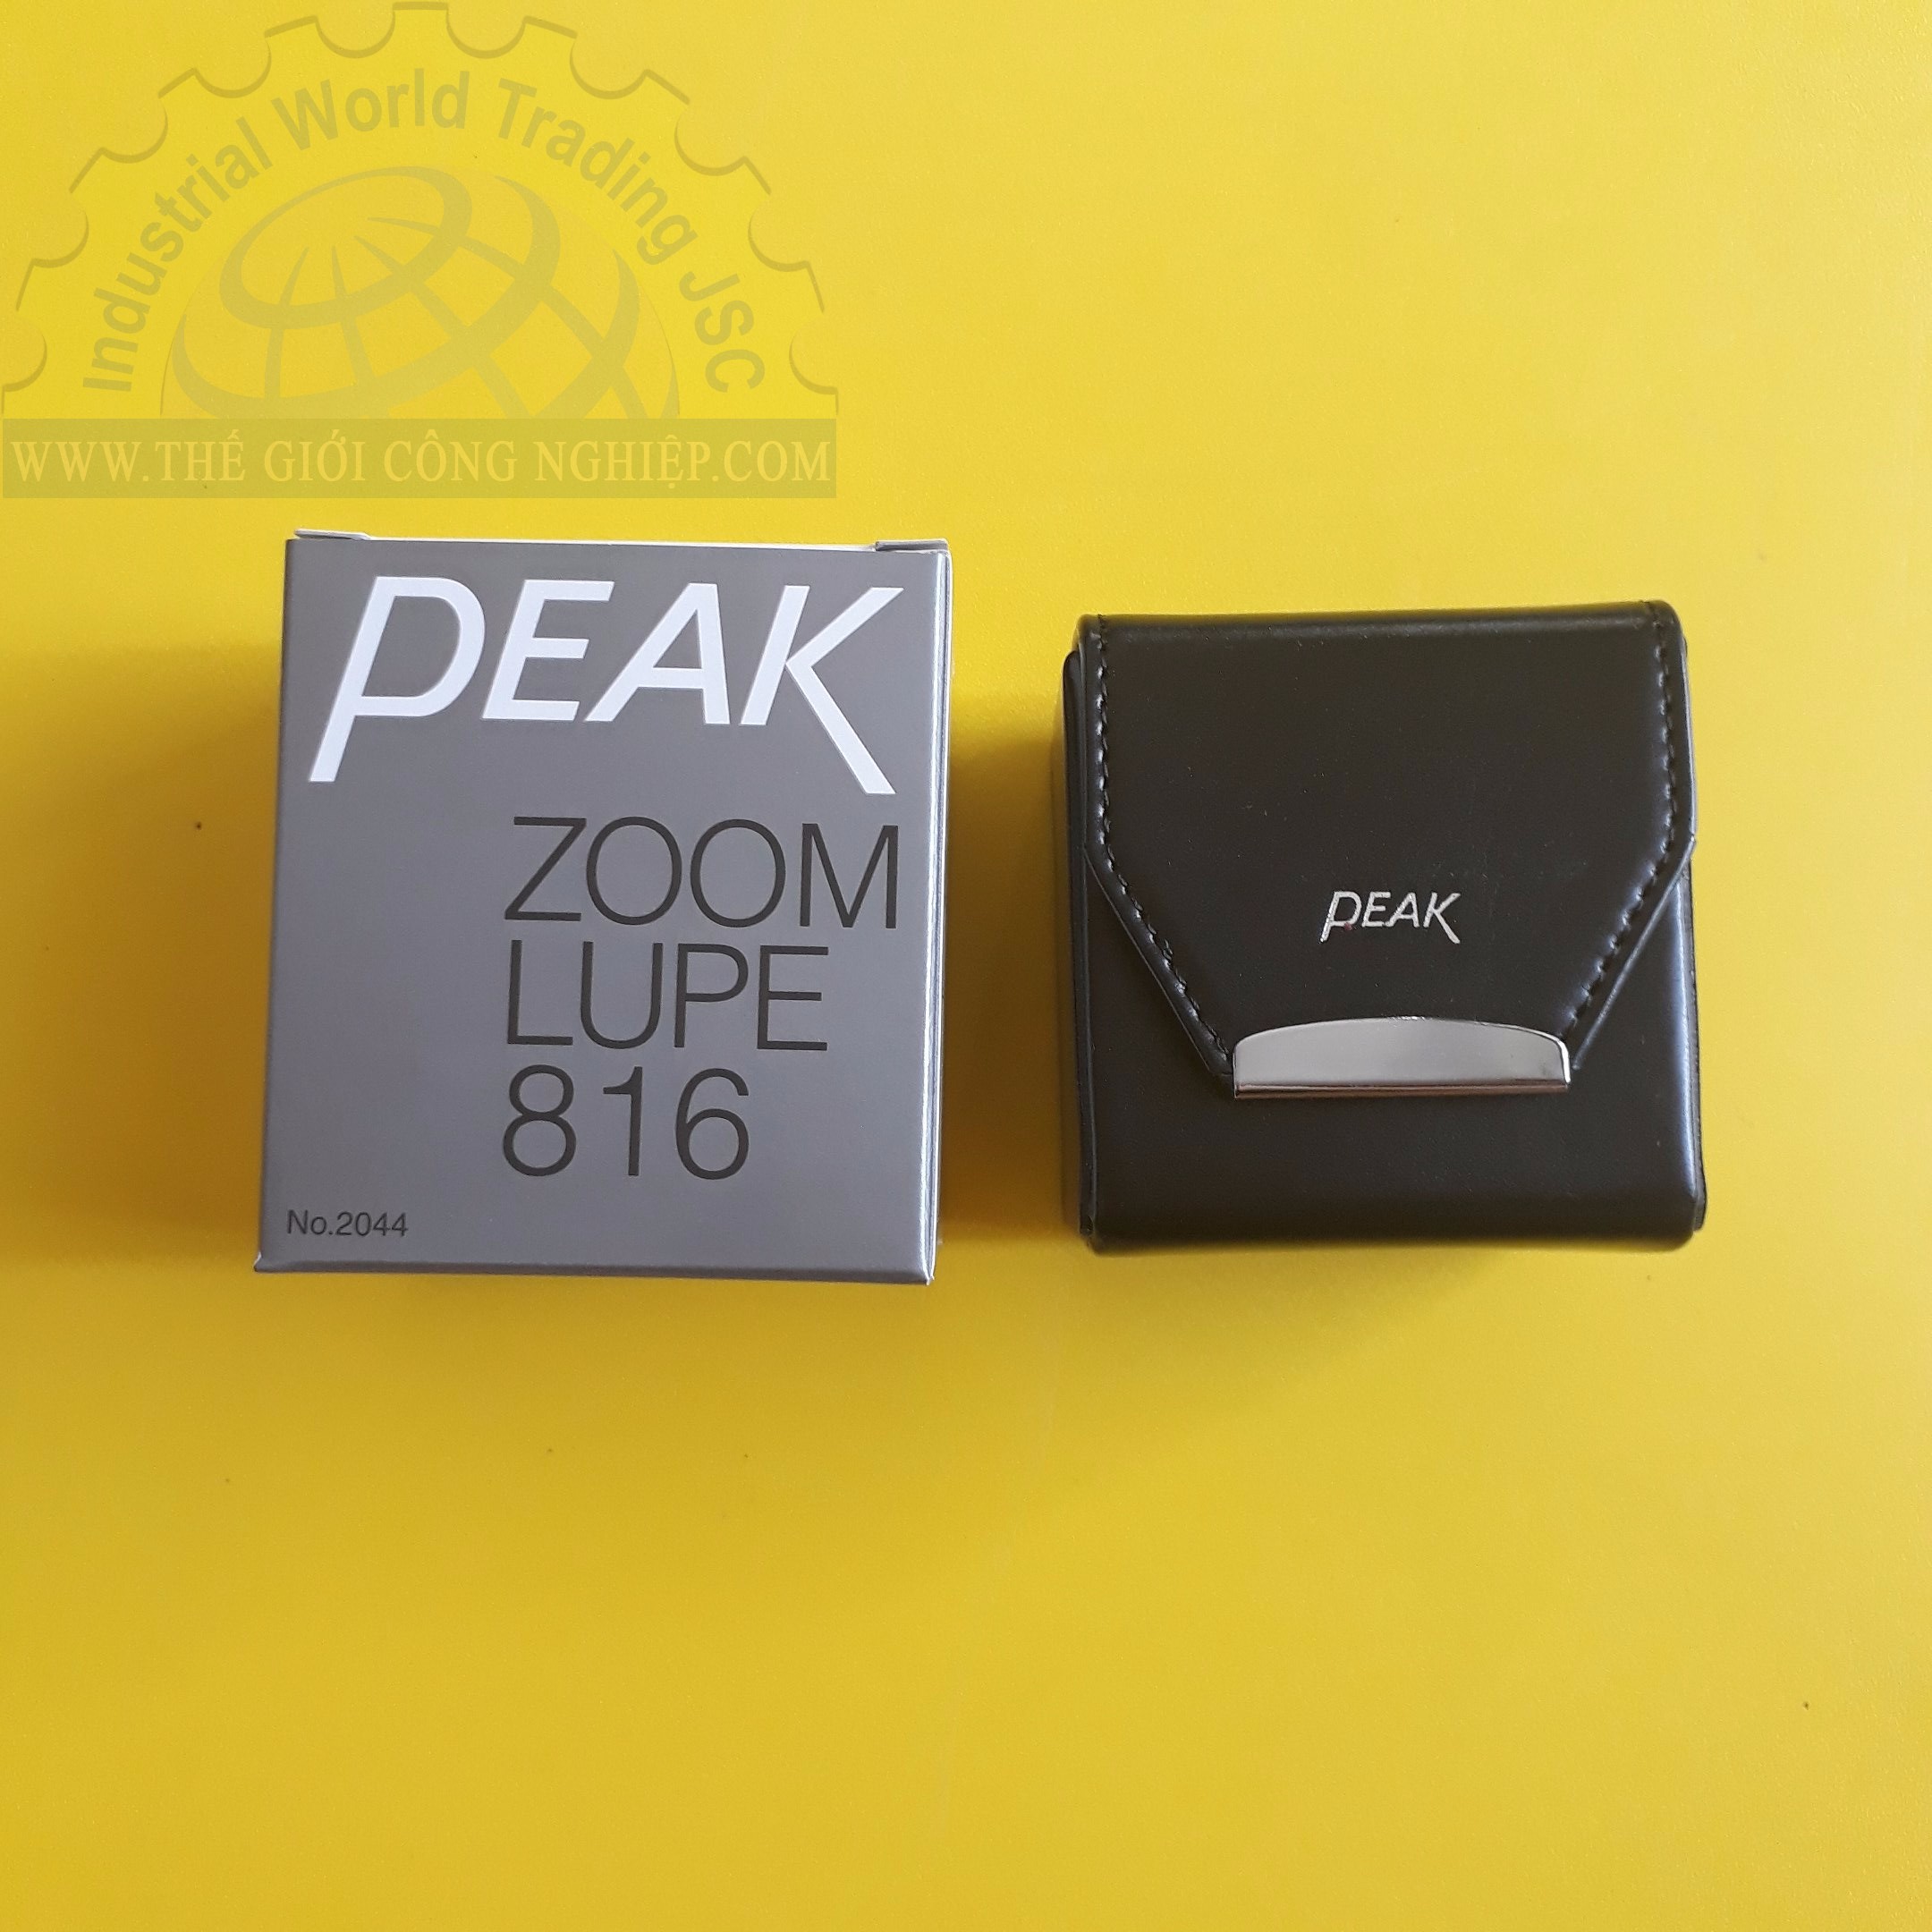 Industrial World Trading JSC
WWW.THẾ GIỚI CÔNG NGHIỆP.COM
PEAK
ZOOM
LUPE
816
No.2044
PEAK